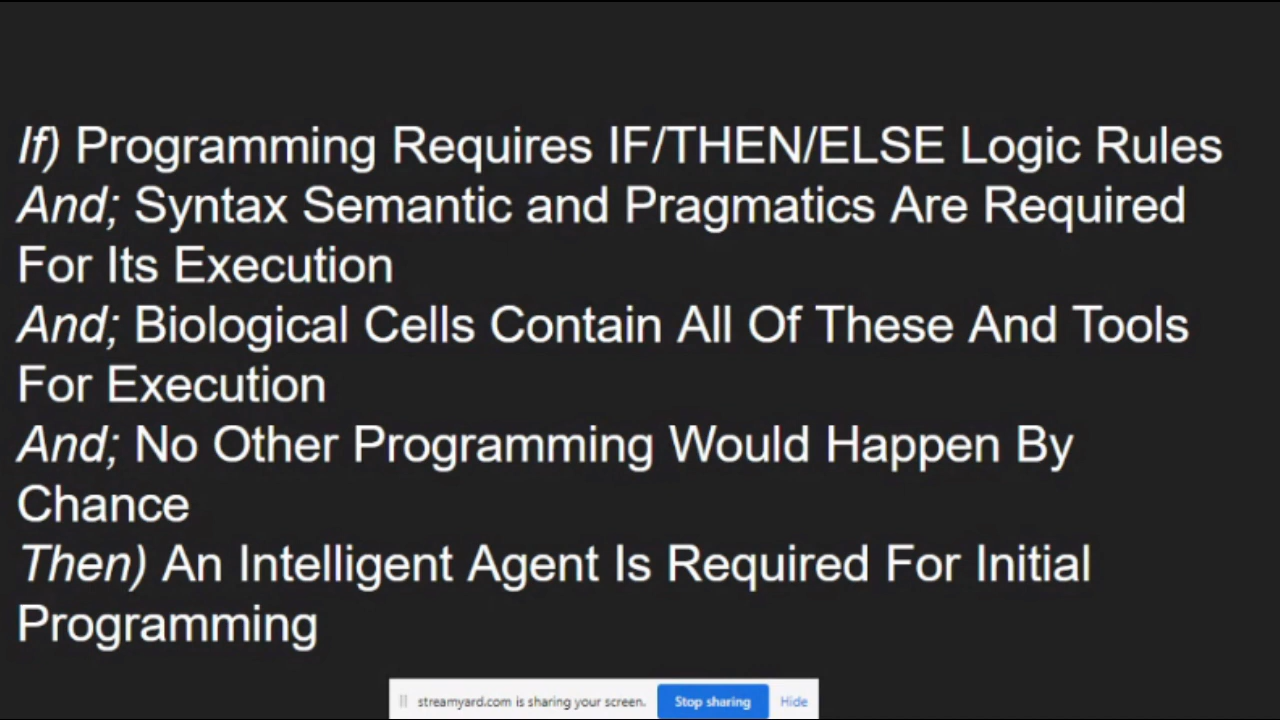 If) Programming Requires IF/THEN/ELSE Logic Rules
And; Syntax Semantic and Pragmatics Are Required
For Its Execution
And; Biological Cells Contain All Of These And Tools
For Execution
And; No Other Programming Would Happen By
Chance
Then) An Intelligent Agent Is Required For Initial
Programming
streamyard.com is sharing your screen. Stop sharing Hide